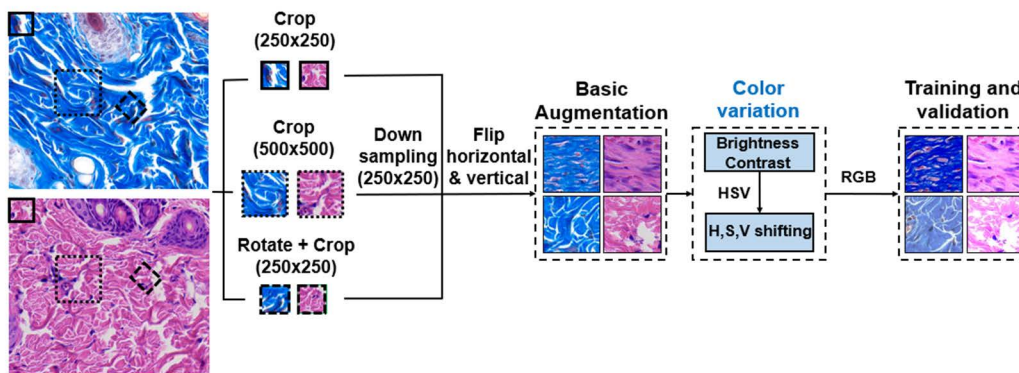 Crop
(250x250)
Crop
(500x500)
Rotate + Crop
(250x250)
Down
sampling
(250x250)
Flip
horizontal
& vertical
Basic
Augmentation
Color
variation
Brightness
Contrast
HSV
H,S,V shifting
RGB
Training and
validation